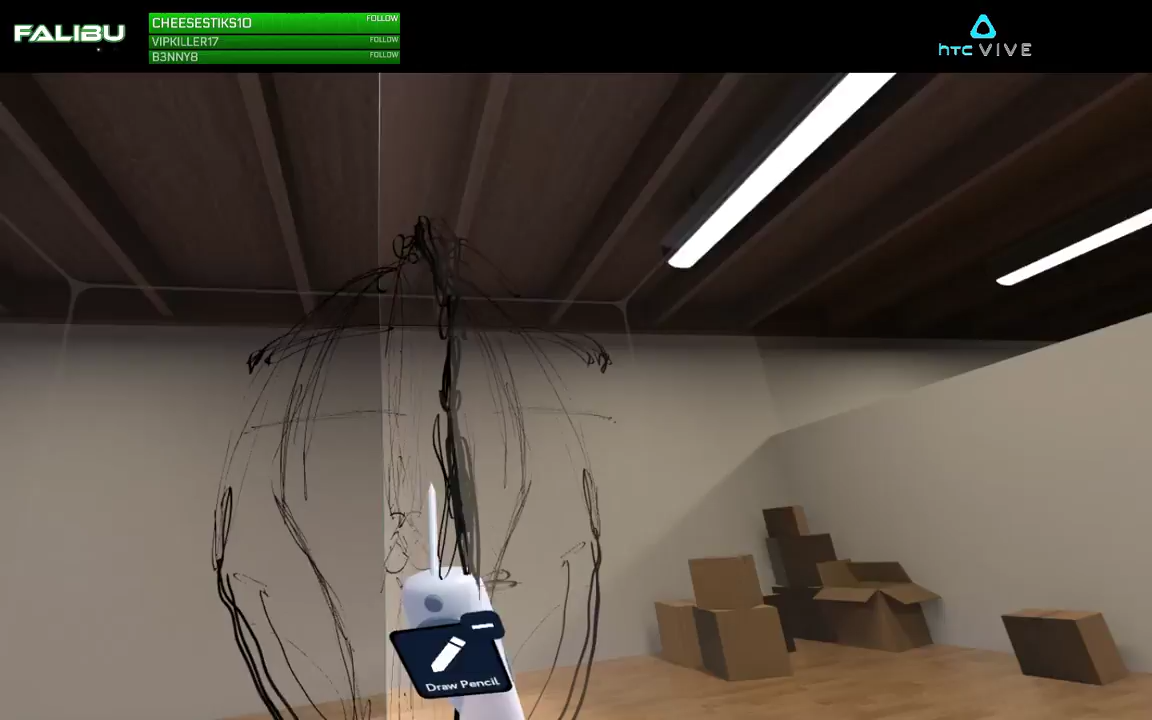 FALIBU
CHEESESTIKS10 FOLLOW
VIPKILLER17 FOLLOW
B3NNY8 FOLLOW
htc VIVE
Draw Pencil